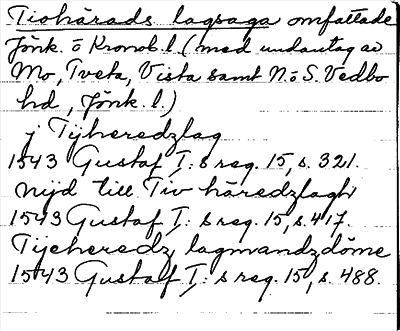 Tiohärads lagsaga omfattade
Jönk. o Kronob. l. (med undantag av
Mo, Tveta, Vista samt N. o S. Vedbo
hd, Jönk. l.)
j Tijheredzlag
1543 Gustaf I:s reg. 15, s. 321.
nijd till Tiv häredzlagh
1543 Gustaf I:s reg. 15, s. 417.
Tijeheredz lagmandzdöme
1543 Gustaf I:s reg. 15, s. 488.